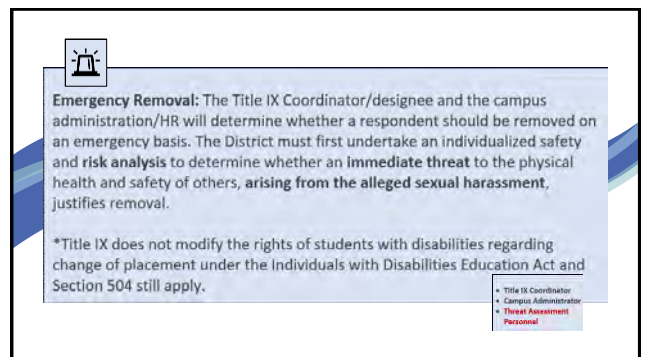 Emergency Removal: The Title IX Coordinator/designee and the campus
administration/HR will determine whether a respondent should be removed on
an emergency basis. The District must first undertake an individualized safety
and risk analysis to determine whether an immediate threat to the physical
health and safety of others, arising from the alleged sexual harassment,
justifies removal.
*Title IX does not modify the rights of students with disabilities regarding
change of placement under the Individuals with Disabilities Education Act and
Section 504 still apply.
• Title IX Coordinator
• Campus Administrator
• Threat Assessment
Personnel